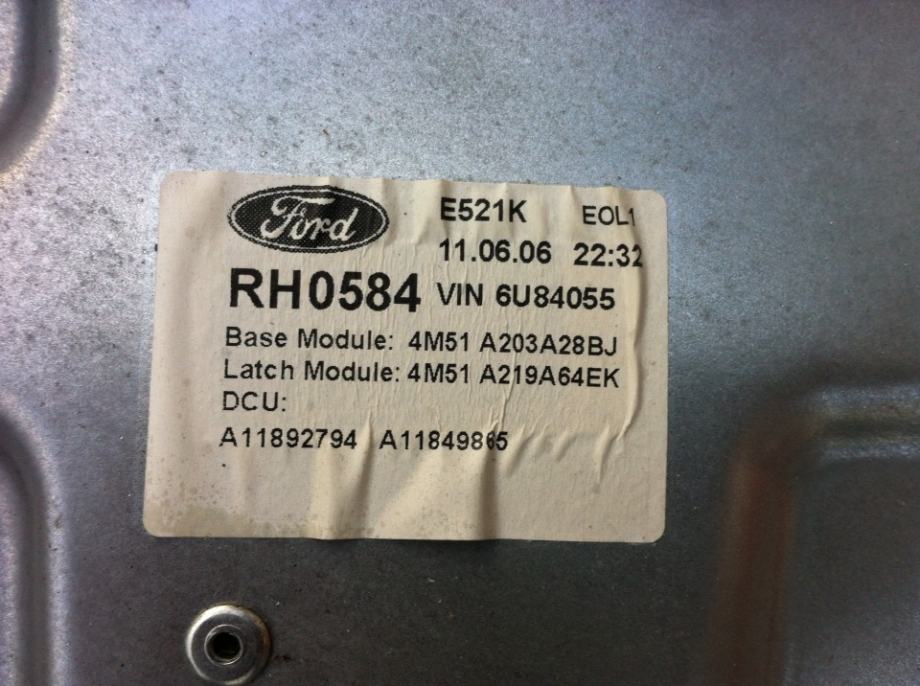 Ford E521K EOL1
11.06.06 22:32
RH0584 VIN 6U84055
Base Module: 4M51 A203A28BJ
Latch Module: 4M51 A219A64EK
DCU:
A11892794 A11849865